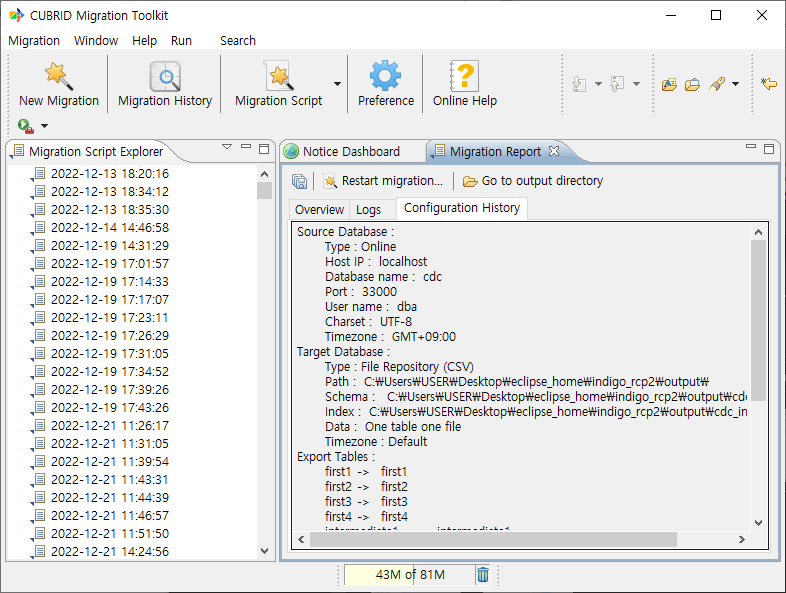 CUBRID Migration Toolkit
Migration Window Help Run Search
New Migration Migration History Migration Script Preference Online Help
Migration Script Explorer
2022-12-13 18:20:16
2022-12-13 18:34:12
2022-12-13 18:35:30
2022-12-14 14:46:58
2022-12-19 14:31:29
2022-12-19 17:01:57
2022-12-19 17:14:33
2022-12-19 17:17:07
2022-12-19 17:23:11
2022-12-19 17:26:29
2022-12-19 17:31:05
2022-12-19 17:34:52
2022-12-19 17:39:26
2022-12-19 17:43:26
2022-12-21 11:26:17
2022-12-21 11:31:05
2022-12-21 11:39:54
2022-12-21 11:43:31
2022-12-21 11:44:39
2022-12-21 11:46:57
2022-12-21 11:51:50
2022-12-21 14:24:56
Notice Dashboard Migration Report
Restart migration... Go to output directory
Overview Logs Configuration History
Source Database :
Type : Online
Host IP : localhost
Database name : cdc
Port : 33000
User name : dba
Charset : UTF-8
Timezone : GMT+09:00
Target Database :
Type : File Repository (CSV)
Path : C:₩Users₩USER₩Desktop₩eclipse_home₩indigo_rcp2₩output₩
Schema : C:₩Users₩USER₩Desktop₩eclipse_home₩indigo_rcp2₩output₩cdc
Index : C:₩Users₩USER₩Desktop₩eclipse_home₩indigo_rcp2₩output₩cdc_in
Data : One table one file
Timezone : Default
Export Tables :
first1 -> first1
first2 -> first2
first3 -> first3
first4 -> first4
43M of 81M